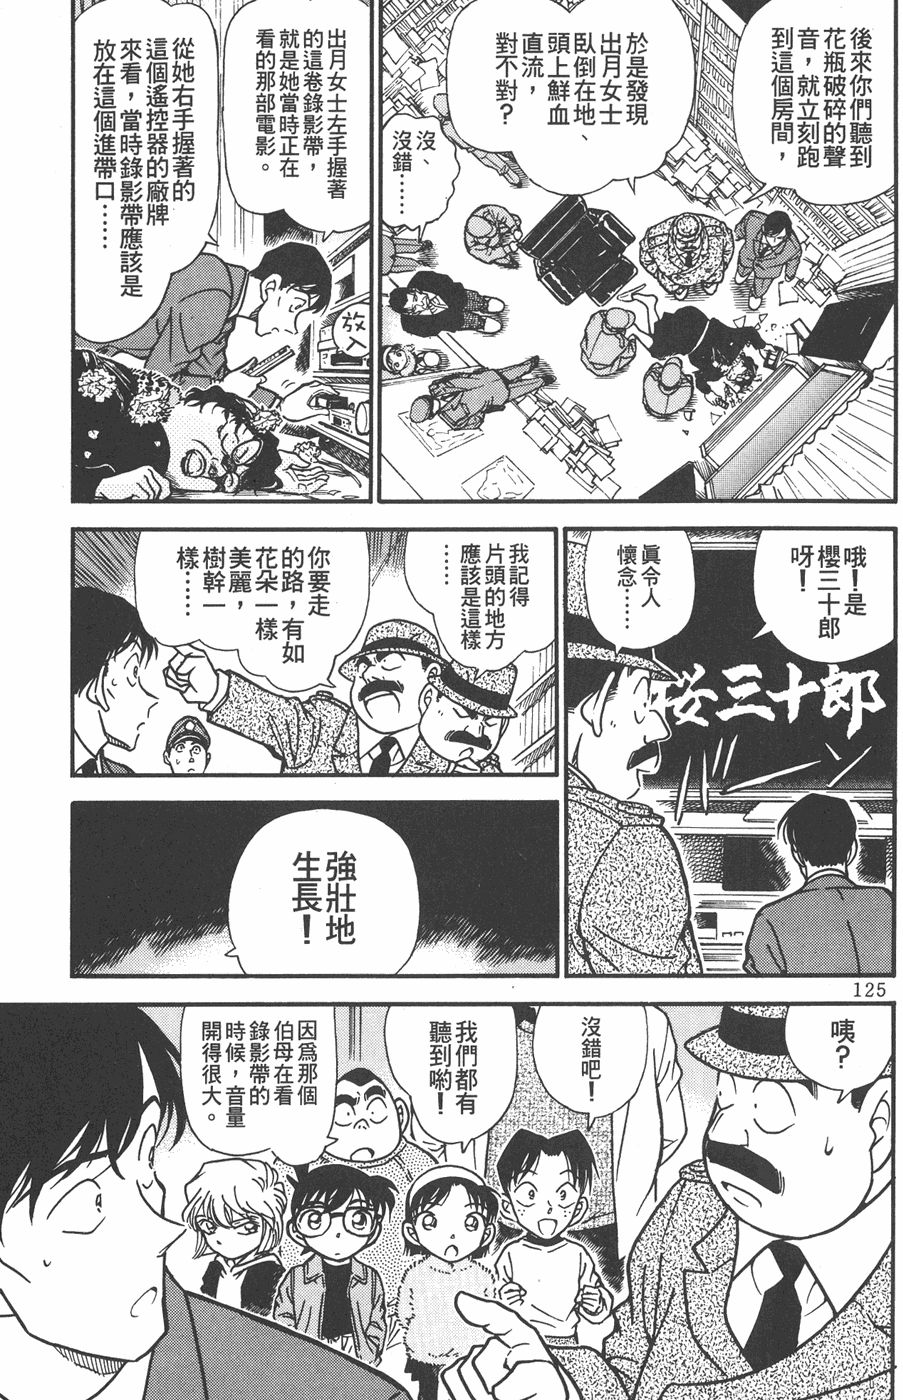 後來你們聽到
花瓶破碎的聲
音，就立刻跑
到這個房間，
於是發現
出月女士
臥倒在地、
頭上鮮血
直流，
對不對？
沒、
沒錯……
出月女士左手握著
的這卷錄影帶，
就是她當時正在
看的那部電影。
放入
從她右手握著的
這個遙控器的廠牌
來看，當時錄影帶應該是
放在這個進帶口……
哦！是
櫻三十郎
呀！
眞令人
懷念……
桜三十郎
我記得
片頭的地方
應該是這樣
……
你要走
的路，有如
花朵一樣
美麗，
樹幹一
樣……
強壯地
生長！
125
咦？
沒錯吧！
我們都有
聽到喲！
因爲那個
伯母在看
錄影帶的
時候，音量
開得很大。